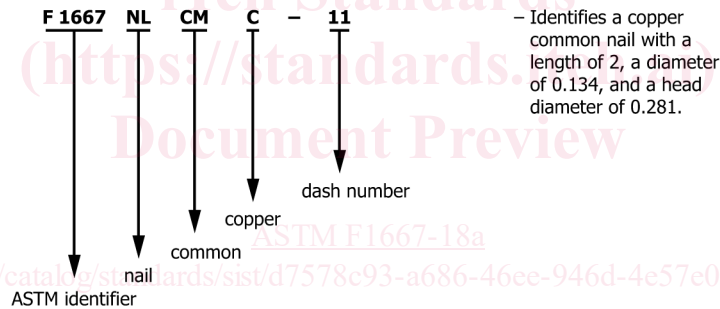 iTeh Standards
F 1667 NL CM C – 11
– Identifies a copper
common nail with a
length of 2, a diameter
of 0.134, and a head
diameter of 0.281.
(https://standards.iteh.ai)
Document Preview
dash number
copper
ASTM F1667-18a
common
/catalog/standards/sist/d7578c93-a686-46ee-946d-4e57e0
nail
ASTM identifier